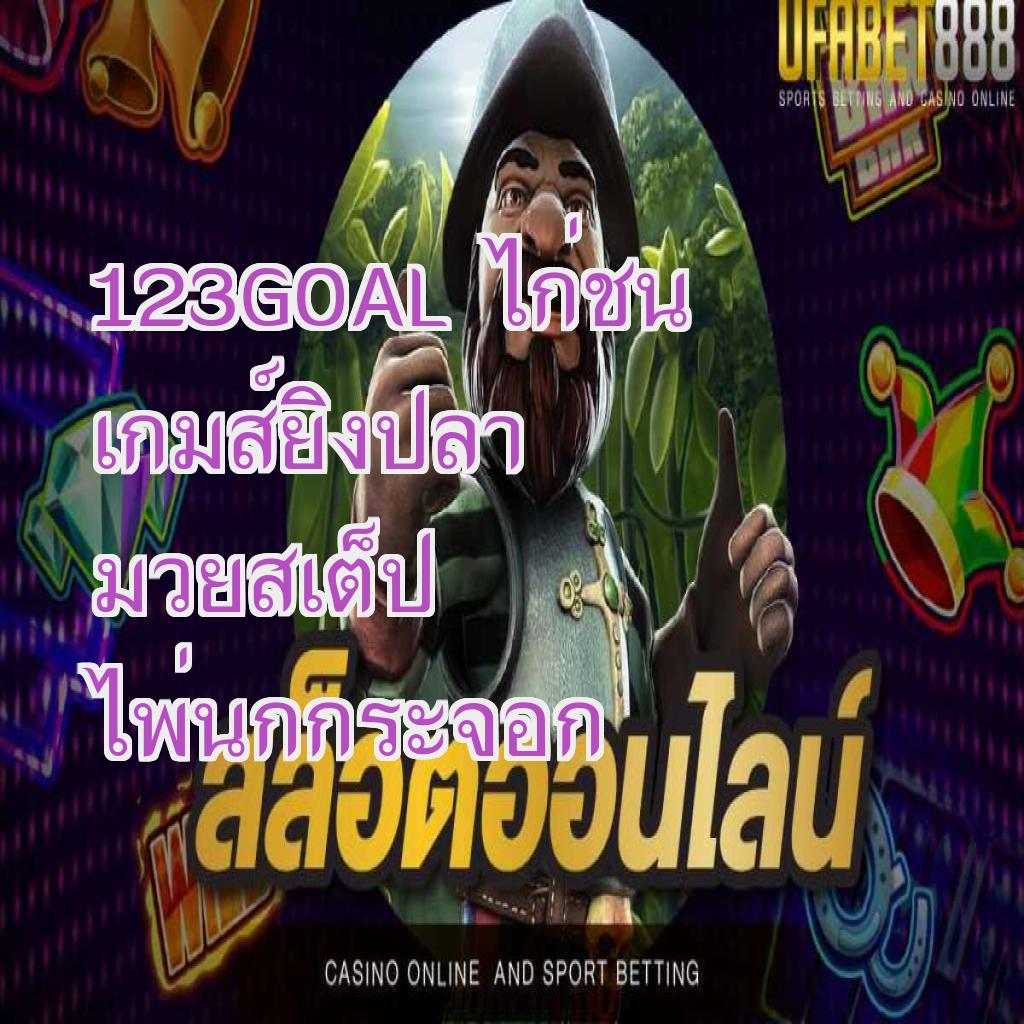 UFABET888
SPORTS BETTING AND CASINO ONLINE
BAR
123GOAL ไก่ชน
เกมส์ยิงปลา
มวยสเต็ป
ไพ่นกกระจอก
สล็อตออนไลน์
CASINO ONLINE AND SPORT BETTING